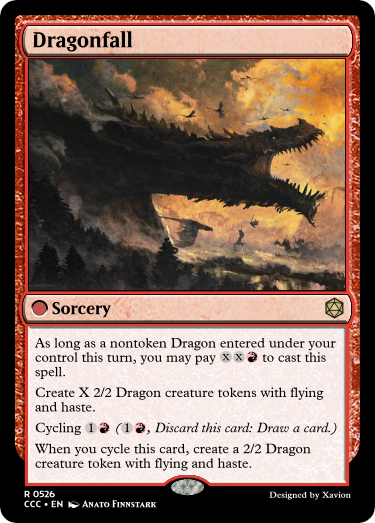 Dragonfall
Sorcery
As long as a nontoken Dragon entered under your
control this turn, you may pay XXR to cast this
spell.
Create X 2/2 Dragon creature tokens with flying
and haste.
Cycling 1R (1R, Discard this card: Draw a card.)
When you cycle this card, create a 2/2 Dragon
creature token with flying and haste.
R 0526
CCC • EN Anato Finnstark
Designed by Xavion